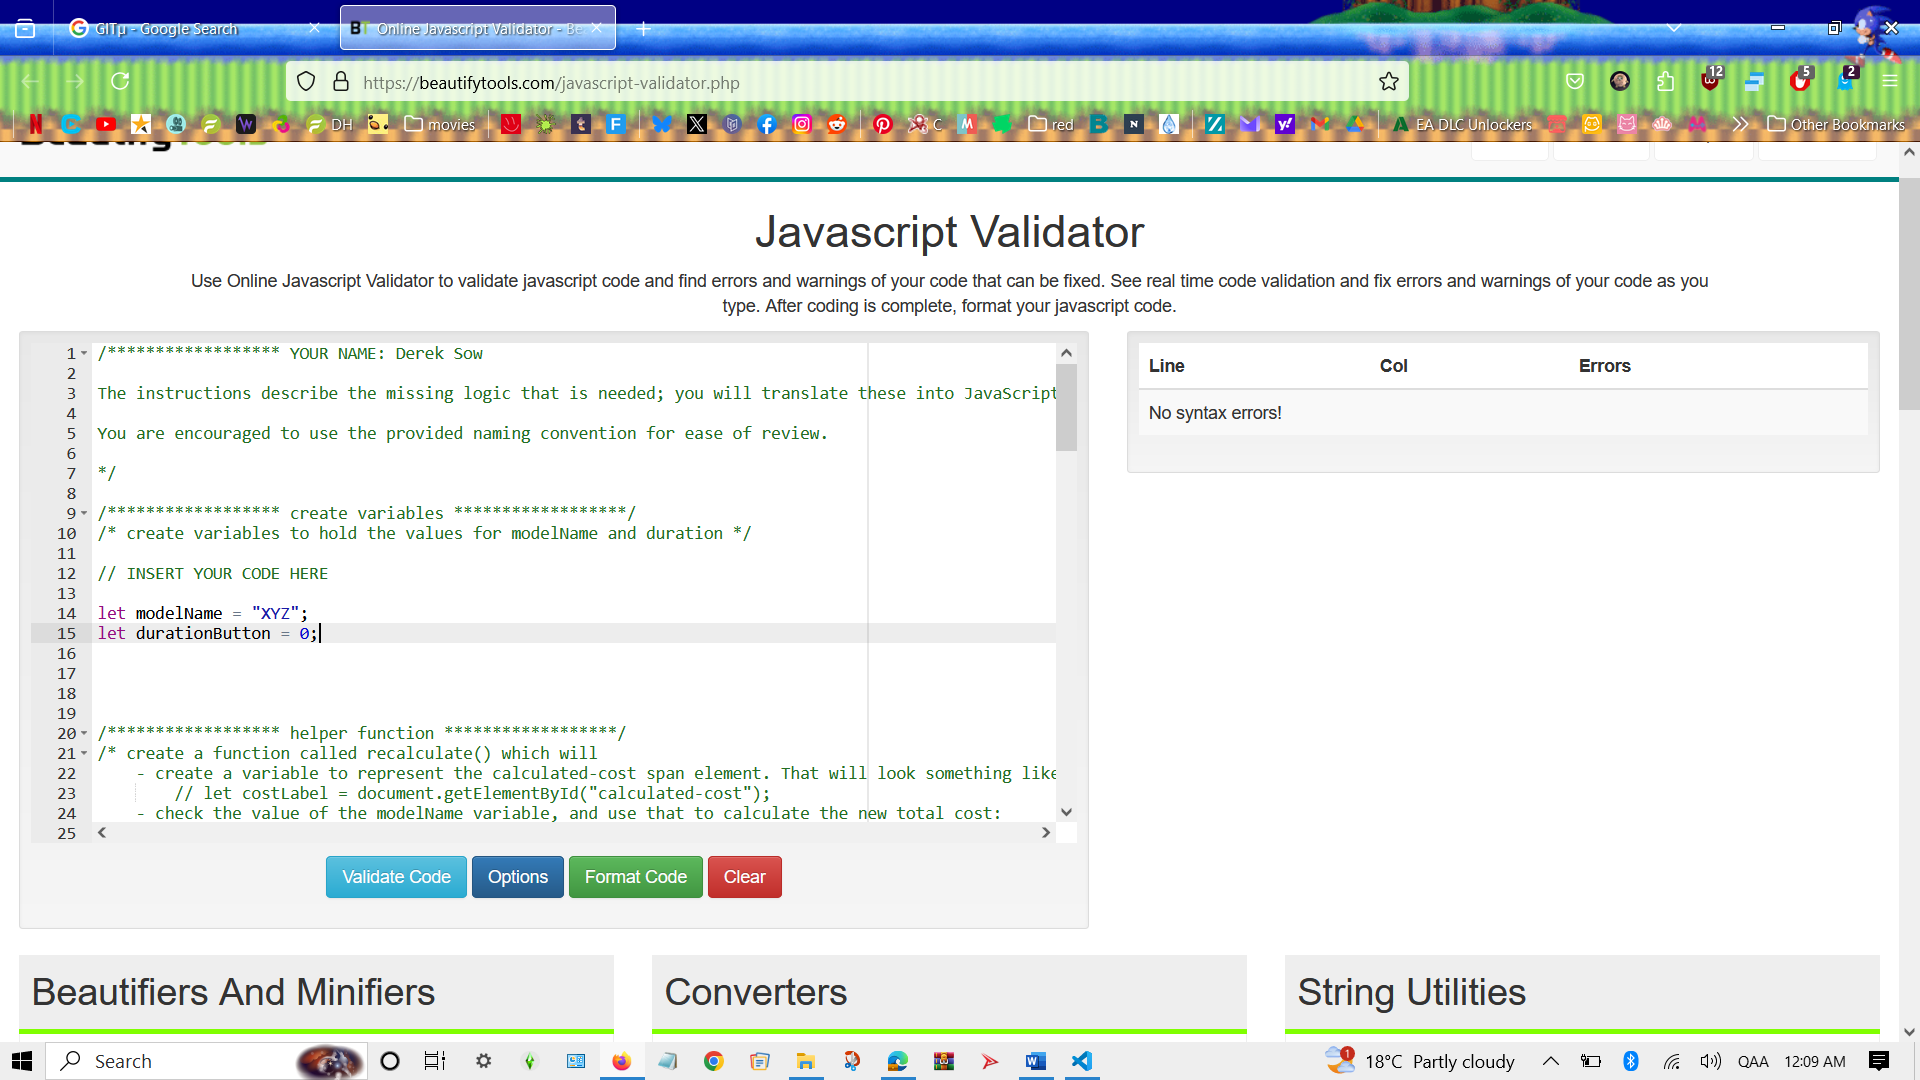 GITµ - Google Search
BT Online Javascript Validator - Be
https://beautifytools.com/javascript-validator.php
12
5
2
DH
movies
C
red
EA DLC Unlockers
Other Bookmarks
Javascript Validator
Use Online Javascript Validator to validate javascript code and find errors and warnings of your code that can be fixed. See real time code validation and fix errors and warnings of your code as you
type. After coding is complete, format your javascript code.
1 /****************** YOUR NAME: Derek Sow
2
3 The instructions describe the missing logic that is needed; you will translate these into JavaScript
4
5 You are encouraged to use the provided naming convention for ease of review.
6
7 */
8
9 /****************** create variables ******************/
10 /* create variables to hold the values for modelName and duration */
11
12 // INSERT YOUR CODE HERE
13
14 let modelName = "XYZ";
15 let durationButton = 0;
16
17
18
19
20 /****************** helper function ******************/
21 /* create a function called recalculate() which will
22 - create a variable to represent the calculated-cost span element. That will look something like
23 // let costLabel = document.getElementById("calculated-cost");
24 - check the value of the modelName variable, and use that to calculate the new total cost:
25
Line Col Errors
No syntax errors!
Validate Code Options Format Code Clear
Beautifiers And Minifiers
Converters
String Utilities
Search
1
18°C Partly cloudy
QAA
12:09 AM